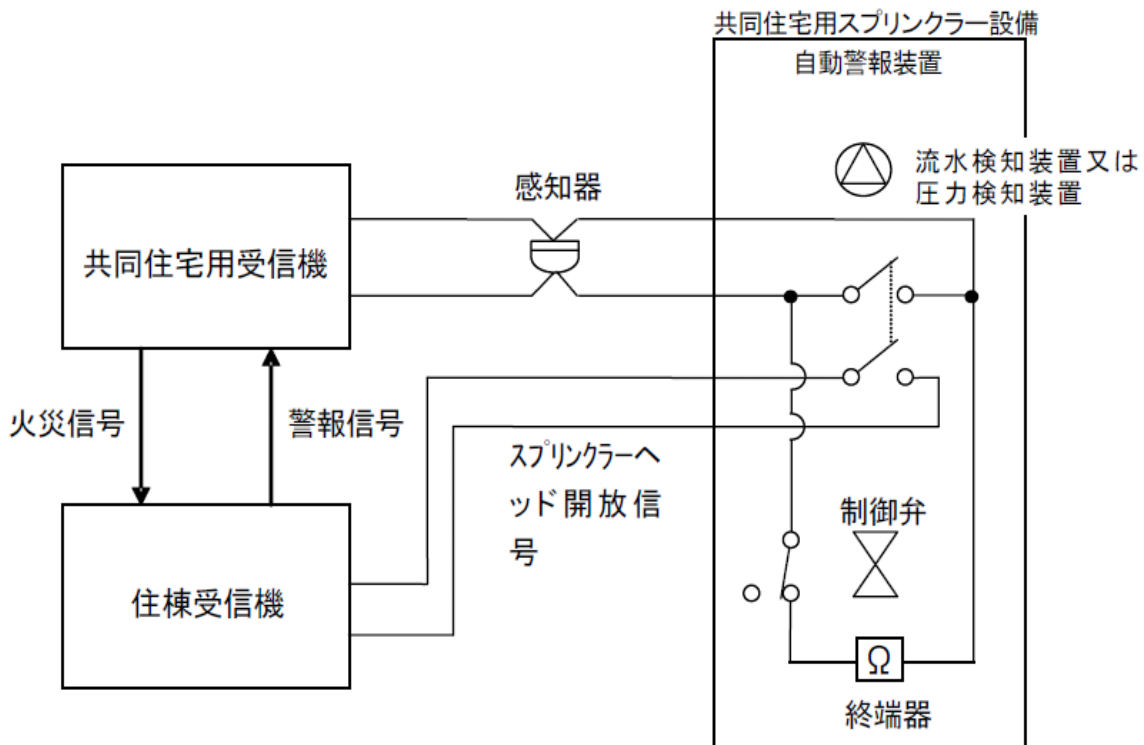 共同住宅用スプリンクラー設備
自動警報装置
流水検知装置又は
圧力検知装置
感知器
共同住宅用受信機
火災信号
警報信号
スプリンクラーヘ
ッド開放信
号
制御弁
住棟受信機
Ω
終端器